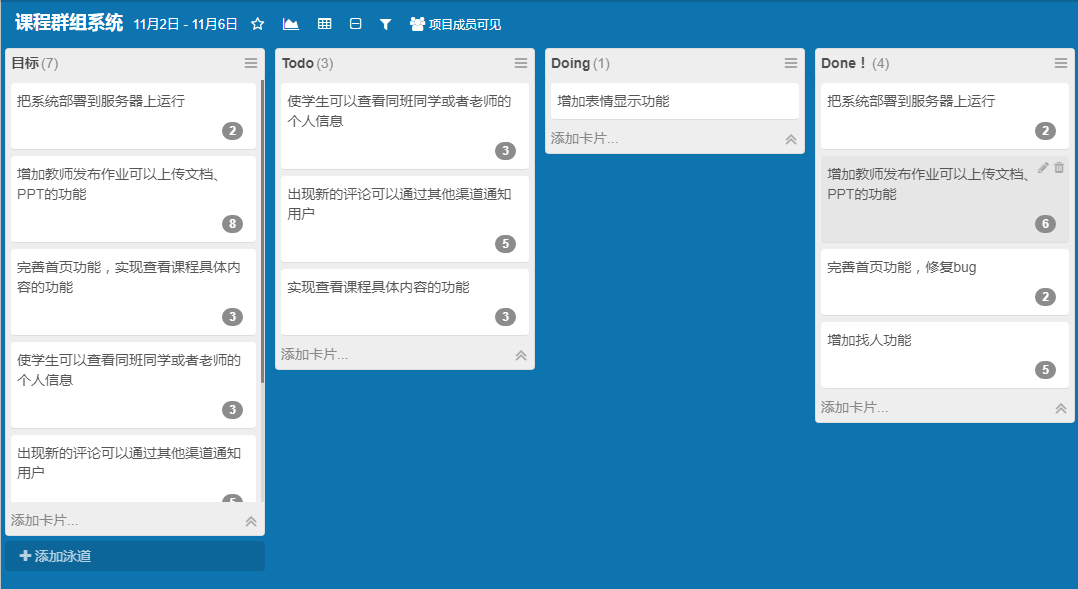 课程群组系统 11月2日 - 11月6日 项目成员可见
目标(7)
把系统部署到服务器上运行
2
增加教师发布作业可以上传文档、
PPT的功能
8
完善首页功能，实现查看课程具体内
容的功能
3
使学生可以查看同班同学或者老师的
个人信息
3
出现新的评论可以通过其他渠道通知
用户
5
添加卡片...
添加泳道
Todo(3)
使学生可以查看同班同学或者老师的
个人信息
3
出现新的评论可以通过其他渠道通知
用户
5
实现查看课程具体内容的功能
3
添加卡片...
Doing(1)
增加表情显示功能
添加卡片...
Done！(4)
把系统部署到服务器上运行
2
增加教师发布作业可以上传文档、
PPT的功能
6
完善首页功能，修复bug
2
增加找人功能
5
添加卡片...